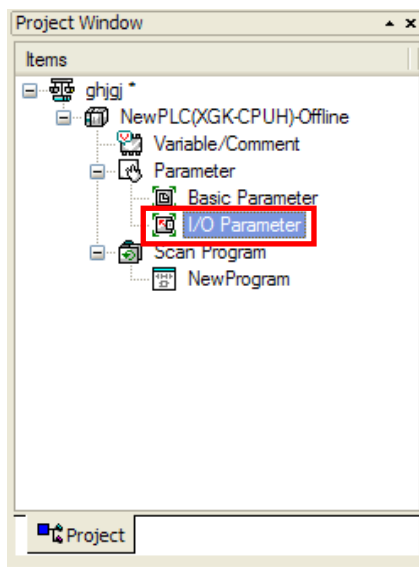 Project Window
Items
ghjgj *
NewPLC(XGK-CPUH)-Offline
Variable/Comment
Parameter
Basic Parameter
I/O Parameter
Scan Program
NewProgram
Project